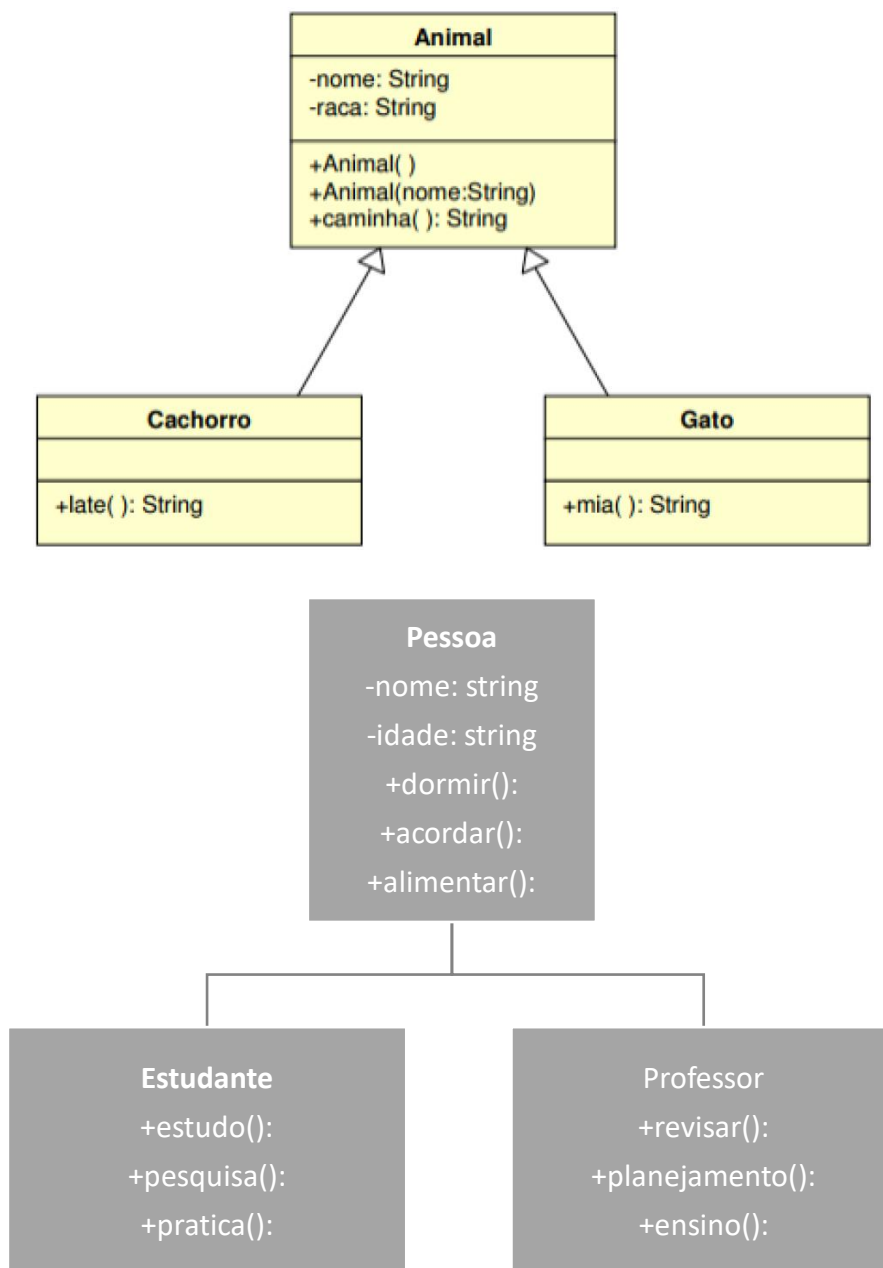 Animal
-nome: String
-raca: String
+Animal( )
+Animal(nome:String)
+caminha( ): String
Cachorro
+late( ): String
Gato
+mia( ): String
Pessoa
-nome: string
-idade: string
+dormir():
+acordar():
+alimentar():
Estudante
+estudo():
+pesquisa():
+pratica():
Professor
+revisar():
+planejamento():
+ensino():